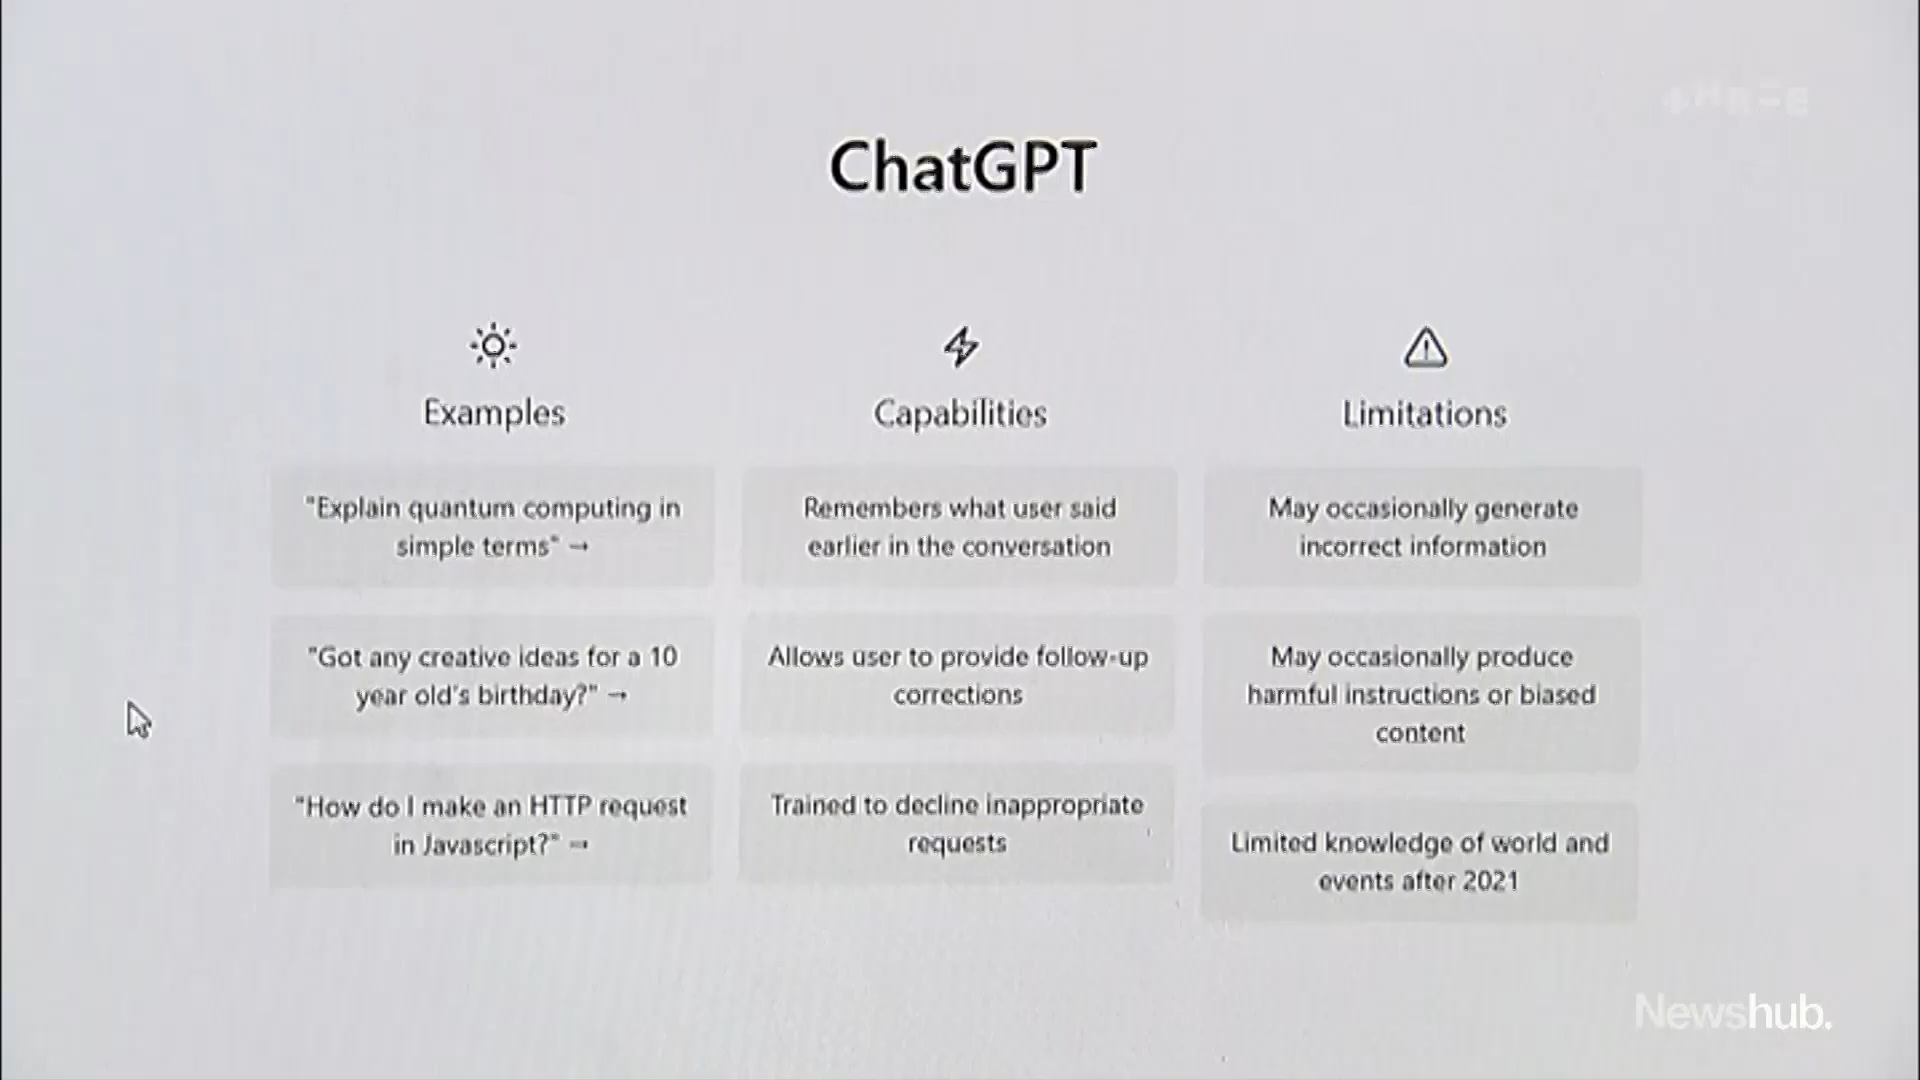 ChatGPT
Examples
"Explain quantum computing in
simple terms" →
"Got any creative ideas for a 10
year old's birthday?" →
"How do I make an HTTP request
in Javascript?" →
Capabilities
Remembers what user said
earlier in the conversation
Allows user to provide follow-up
corrections
Trained to decline inappropriate
requests
Limitations
May occasionally generate
incorrect information
May occasionally produce
harmful instructions or biased
content
Limited knowledge of world and
events after 2021
Newshub.